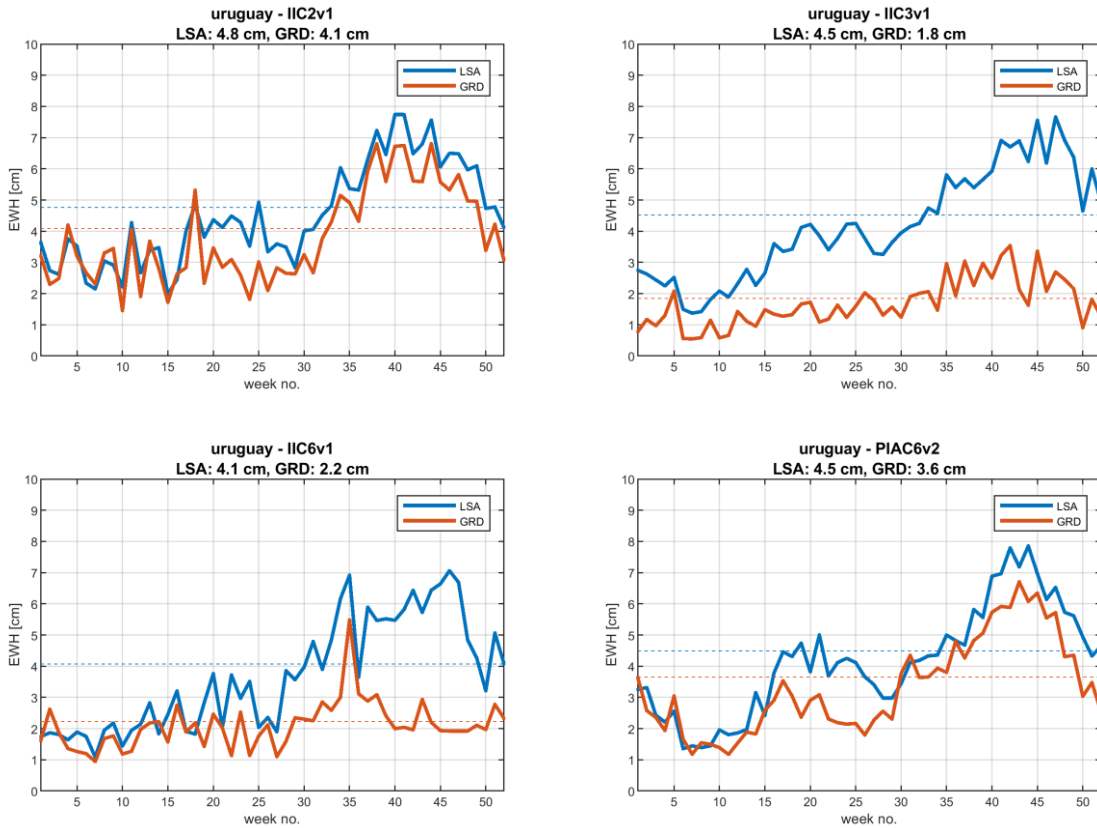 uruguay - IIC2v1
LSA: 4.8 cm, GRD: 4.1 cm
10
9
8
7
6
5
4
3
2
1
0
EWH [cm]
LSA
GRD
5 10 15 20 25 30 35 40 45 50
week no.
uruguay - IIC3v1
LSA: 4.5 cm, GRD: 1.8 cm
10
9
8
7
6
5
4
3
2
1
0
EWH [cm]
LSA
GRD
5 10 15 20 25 30 35 40 45 50
week no.
uruguay - IIC6v1
LSA: 4.1 cm, GRD: 2.2 cm
10
9
8
7
6
5
4
3
2
1
0
EWH [cm]
LSA
GRD
5 10 15 20 25 30 35 40 45 50
week no.
uruguay - PIAC6v2
LSA: 4.5 cm, GRD: 3.6 cm
10
9
8
7
6
5
4
3
2
1
0
EWH [cm]
LSA
GRD
5 10 15 20 25 30 35 40 45 50
week no.